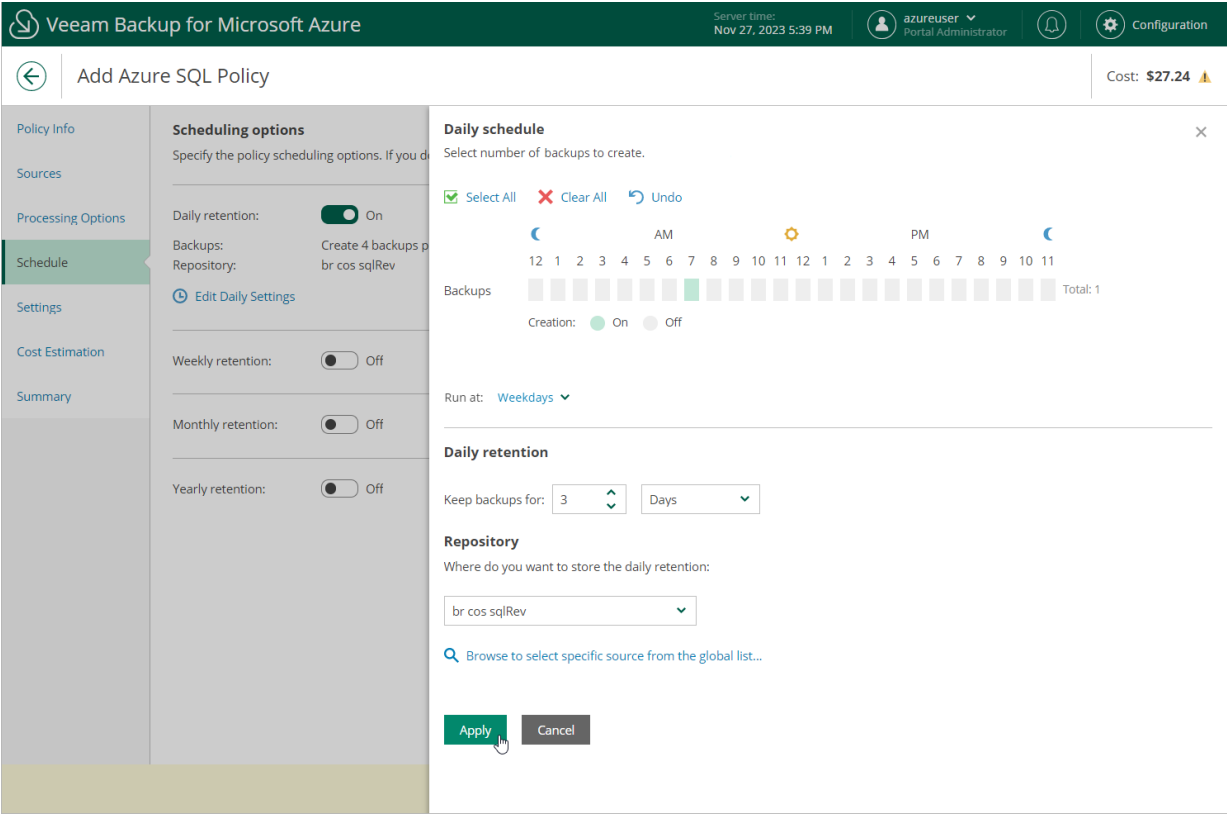 Veeam Backup for Microsoft Azure
Server time:
Nov 27, 2023 5:39 PM
azureuser
Portal Administrator
Configuration
Add Azure SQL Policy
Cost: $27.24
Policy Info
Sources
Processing Options
Schedule
Settings
Cost Estimation
Summary
Scheduling options
Specify the policy scheduling options. If you d
Daily retention:
On
Backups:
Create 4 backups p
Repository:
br cos sqlRev
Edit Daily Settings
Weekly retention:
Off
Monthly retention:
Off
Yearly retention:
Off
Daily schedule
Select number of backups to create.
Select All
Clear All
Undo
AM
PM
12 1 2 3 4 5 6 7 8 9 10 11 12 1 2 3 4 5 6 7 8 9 10 11
Backups
Total: 1
Creation: On Off
Run at: Weekdays
Daily retention
Keep backups for: 3 Days
Repository
Where do you want to store the daily retention:
br cos sqlRev
Browse to select specific source from the global list...
Apply
Cancel